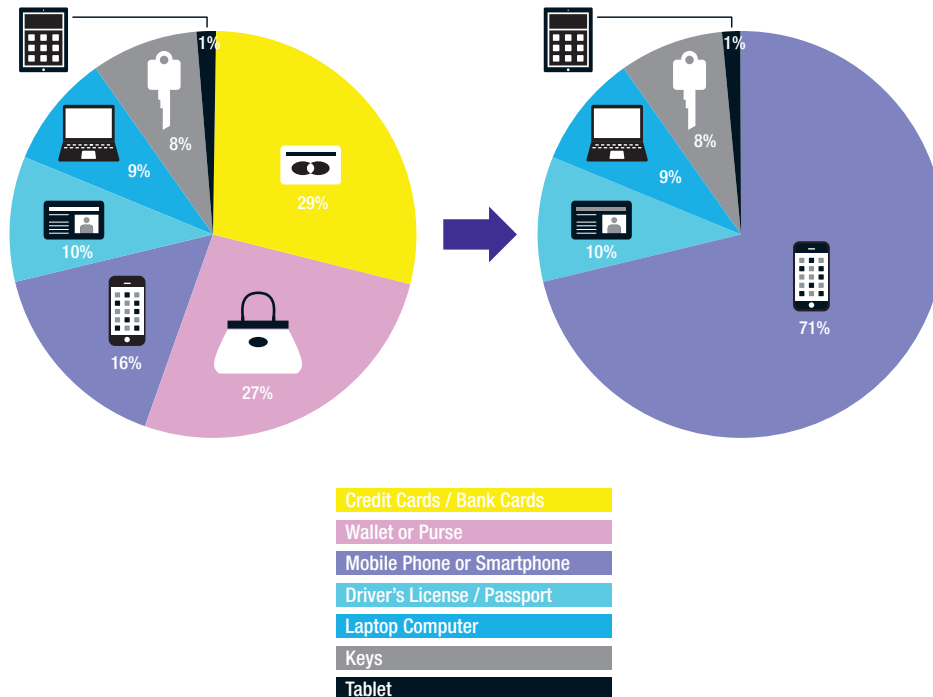 1%
8%
9%
10%
16%
27%
29%
1%
8%
9%
10%
71%
Credit Cards / Bank Cards
Wallet or Purse
Mobile Phone or Smartphone
Driver's License / Passport
Laptop Computer
Keys
Tablet